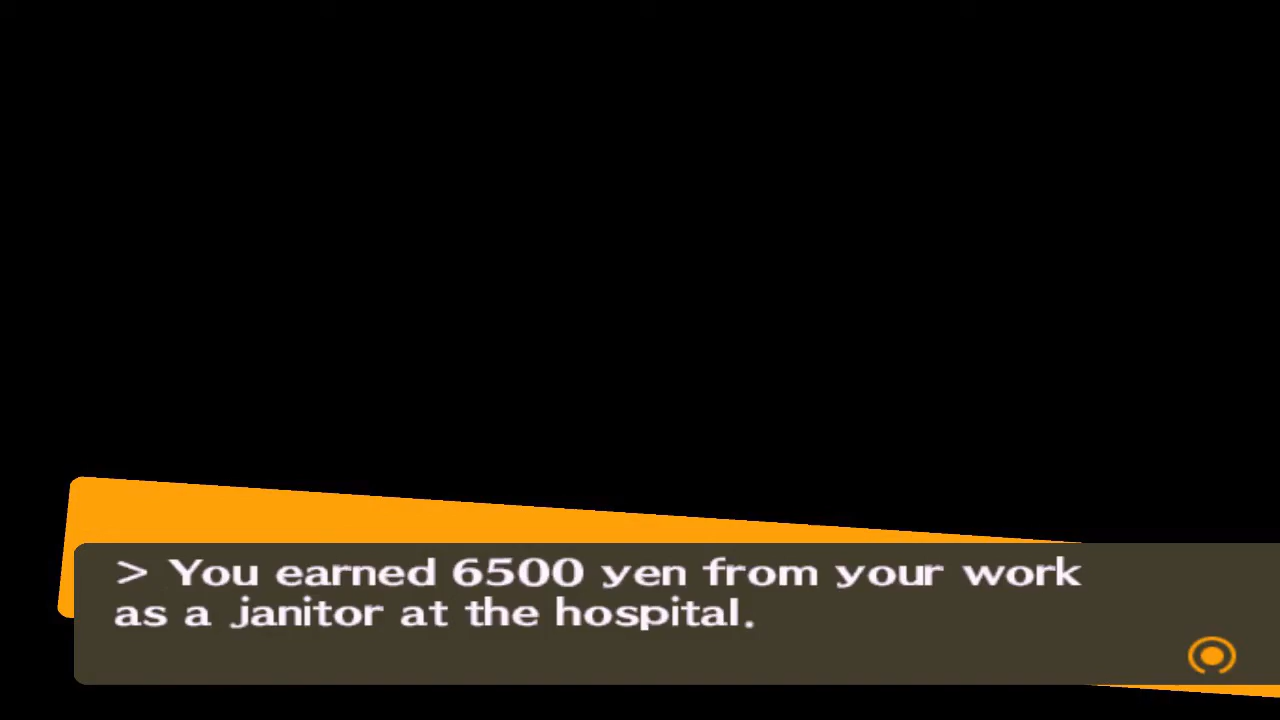 > You earned 6500 yen from your work
as a janitor at the hospital.